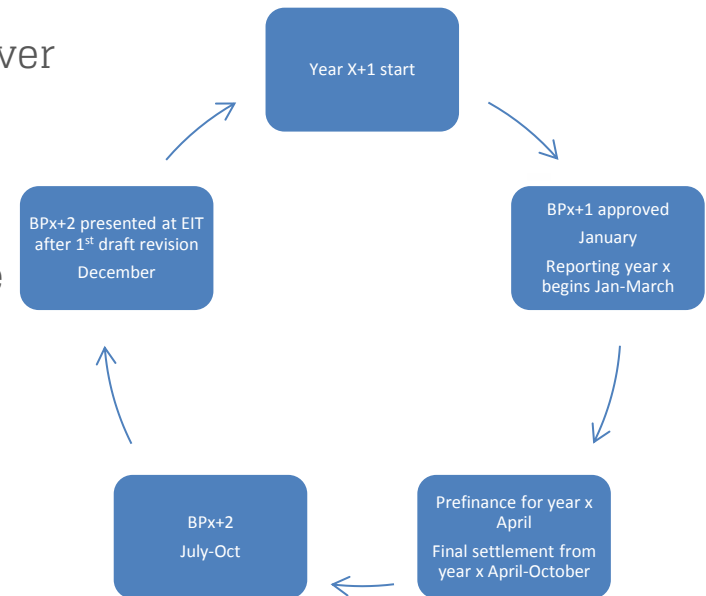 Year X+1 start
BPx+1 approved
January
Reporting year x
begins Jan-March
Prefinance for year x
April
Final settlement from
year x April-October
BPx+2
July-Oct
BPx+2 presented at EIT
after 1st draft revision
December